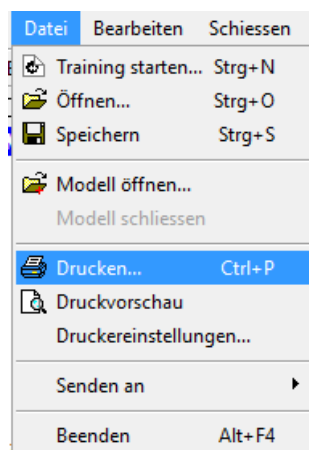 Datei Bearbeiten Schiessen
Training starten... Strg+N
Öffnen... Strg+O
Speichern Strg+S
Modell öffnen...
Modell schliessen
Drucken... Ctrl+P
Druckvorschau
Druckereinstellungen...
Senden an
Beenden Alt+F4